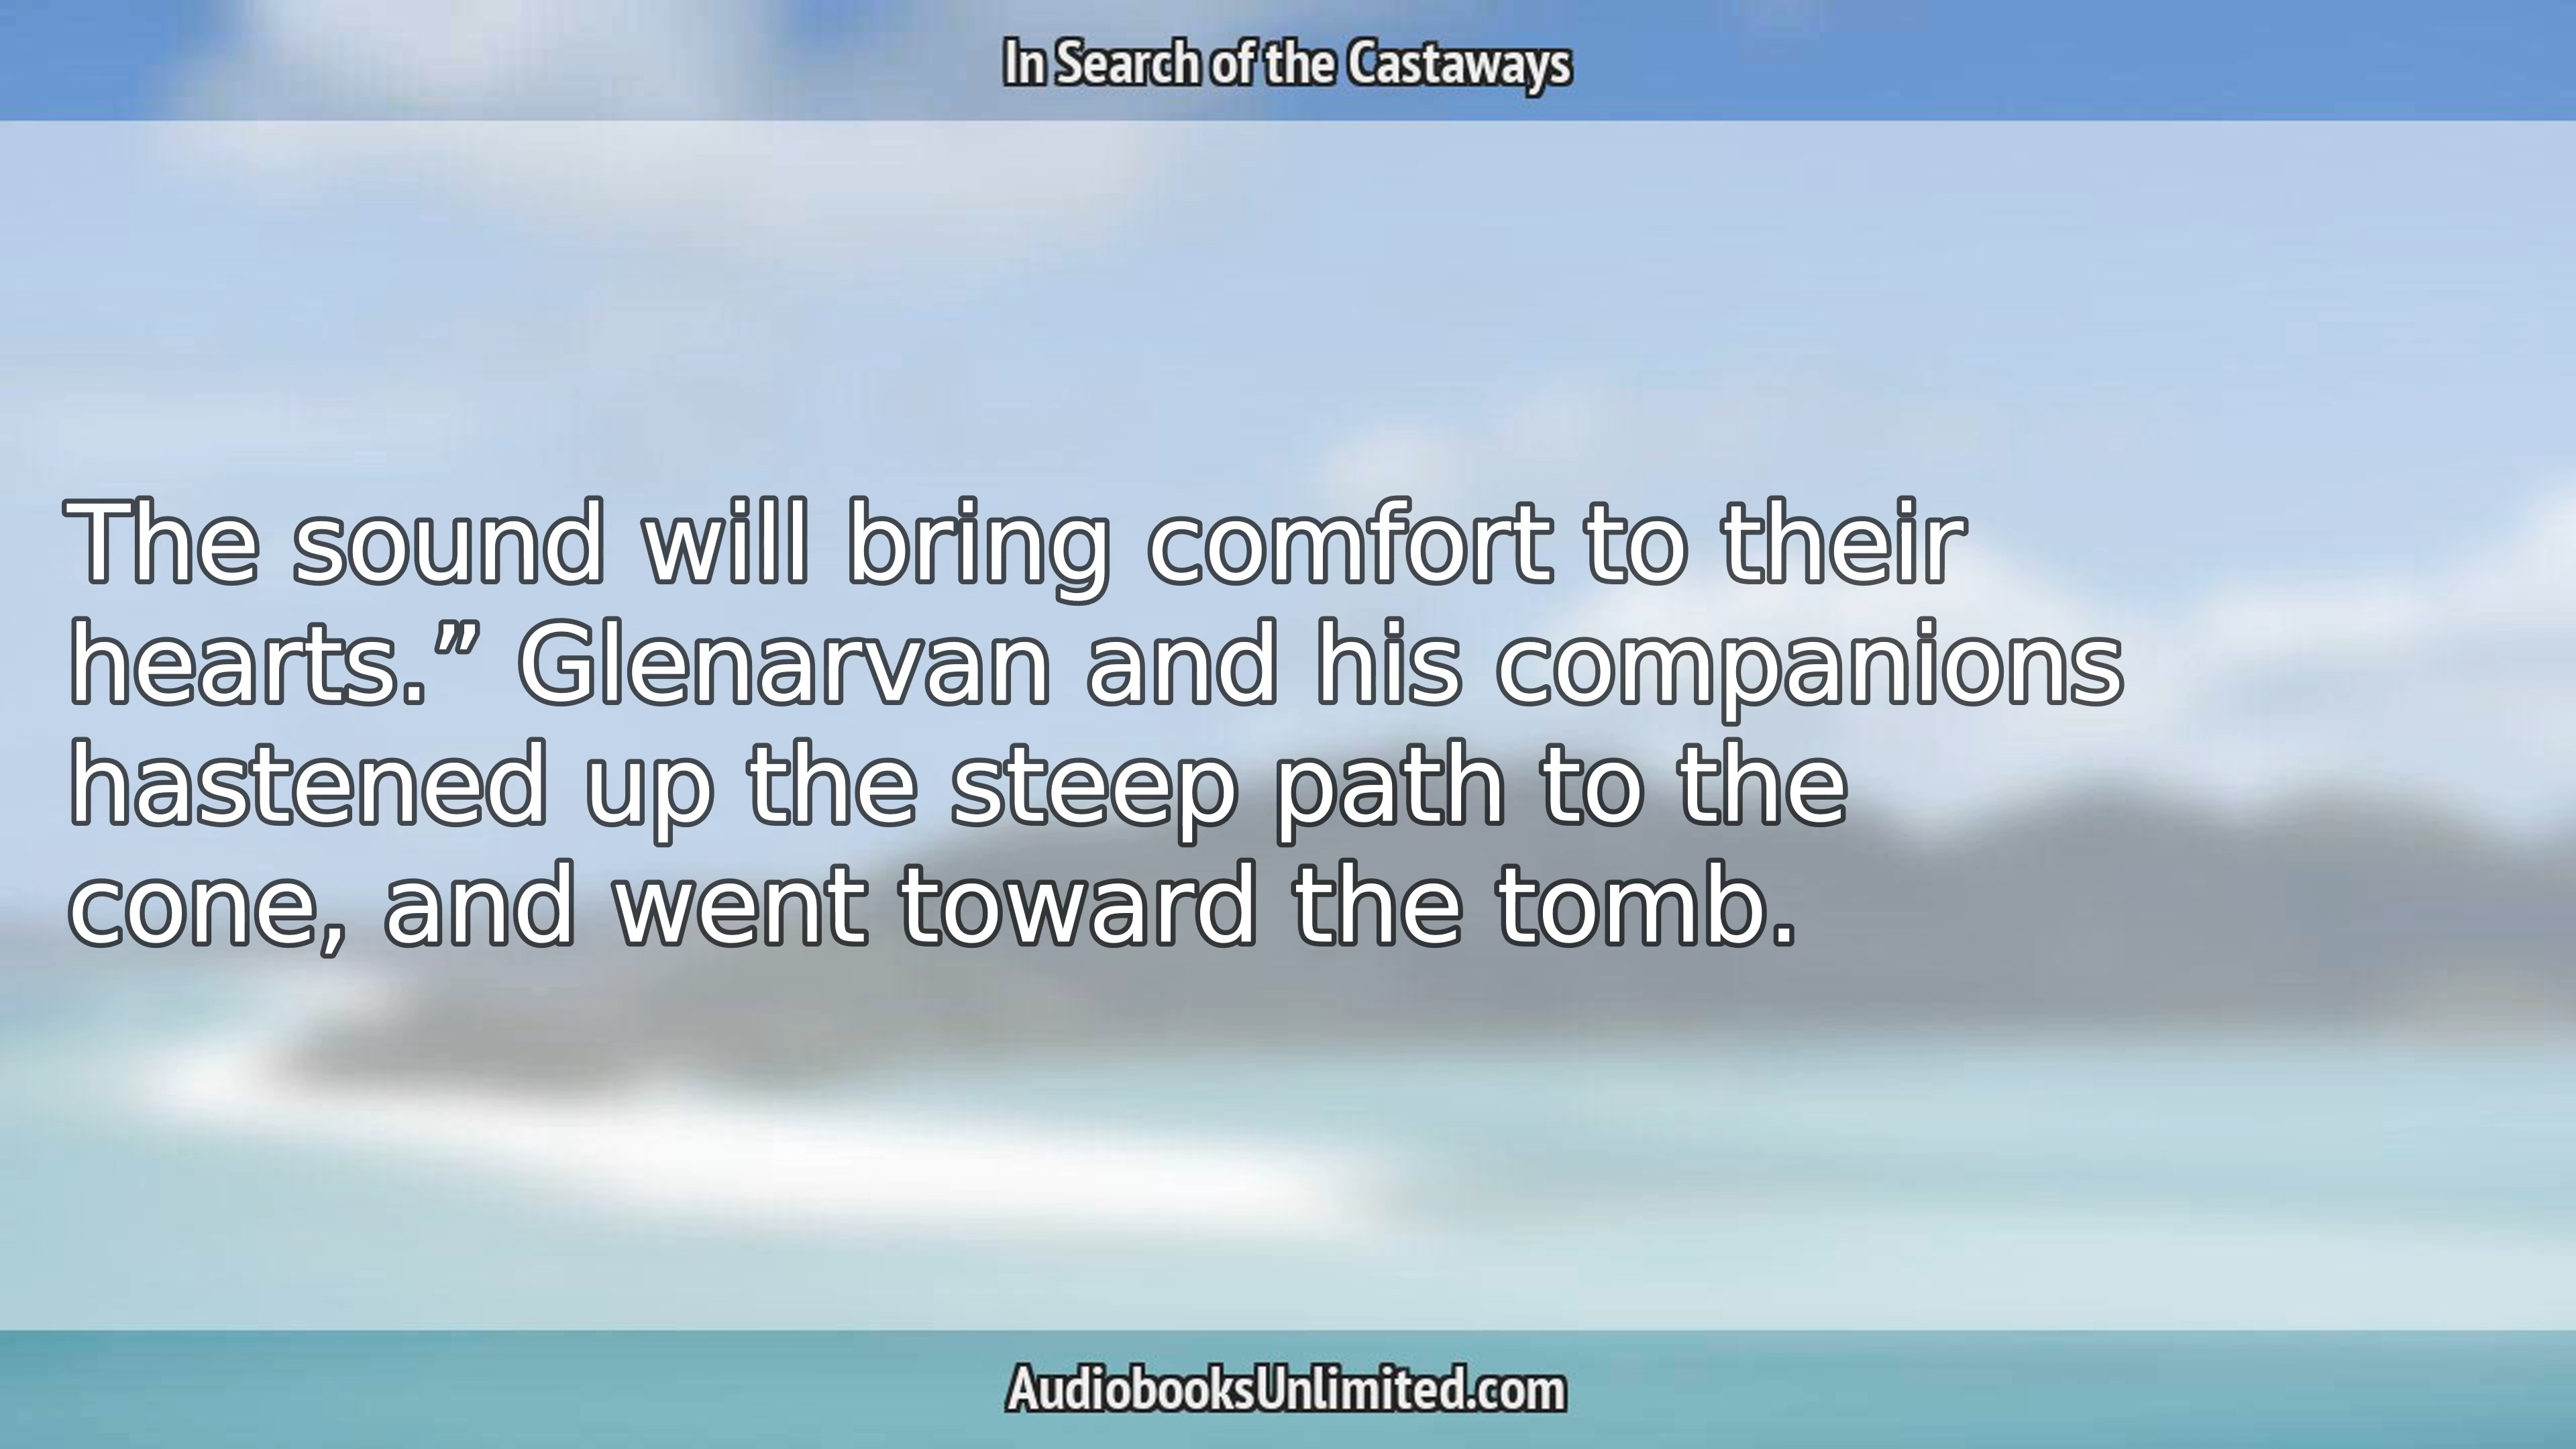 In Search of the Castaways
The sound will bring comfort to their
hearts.” Glenarvan and his companions
hastened up the steep path to the
cone, and went toward the tomb.
AudiobooksUnlimited.com